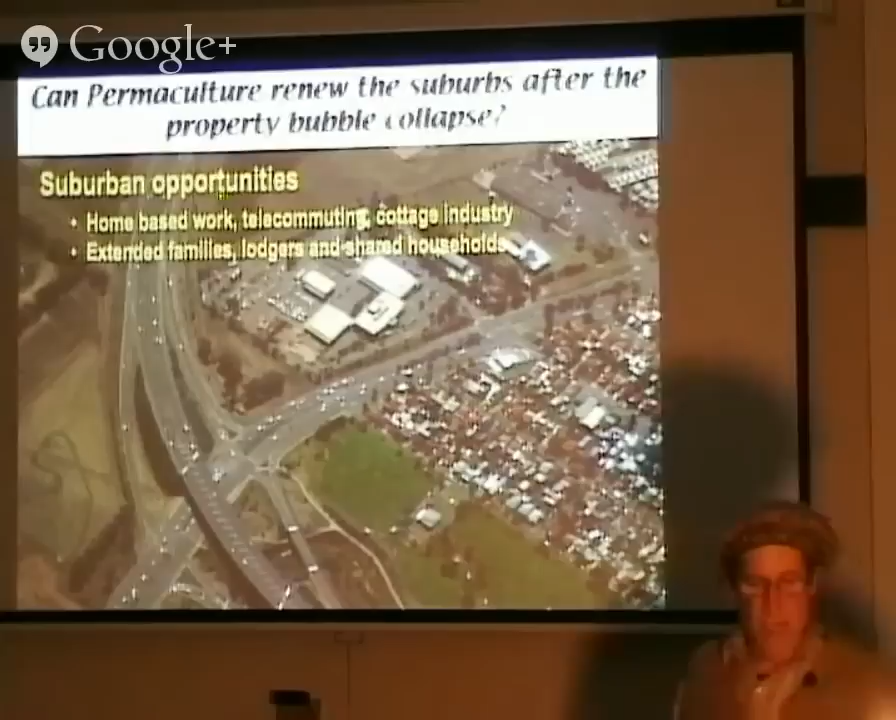 Google+
Can Permaculture renew the suburbs after the
property bubble collapse?
Suburban opportunities
• Home based work, telecommuting, cottage industry
• Extended families, lodgers and shared households